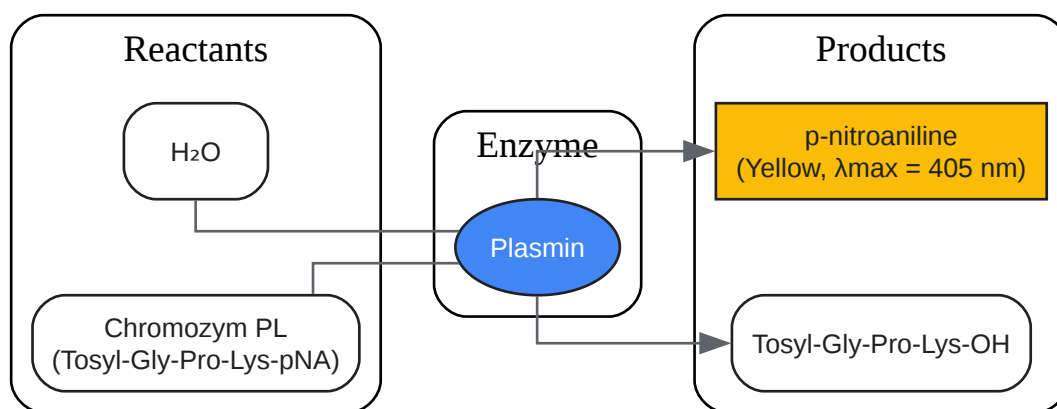 Reactants
H₂O
Chromozym PL
(Tosyl-Gly-Pro-Lys-pNA)
Enzyme
Plasmin
Products
p-nitroaniline
(Yellow, λmax = 405 nm)
Tosyl-Gly-Pro-Lys-OH